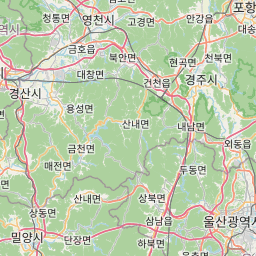 포항
영천시
안강읍
청통면
고경면
대송
금호읍
북안면
천북면
현곡면
대창면
건천읍
경주시
경산시
용성면
산내면
내남면
외동읍
금천면
매전면
두동면
산내면
상북면
상동면
삼남읍
울산광역시
밀양시
단장면
하북면